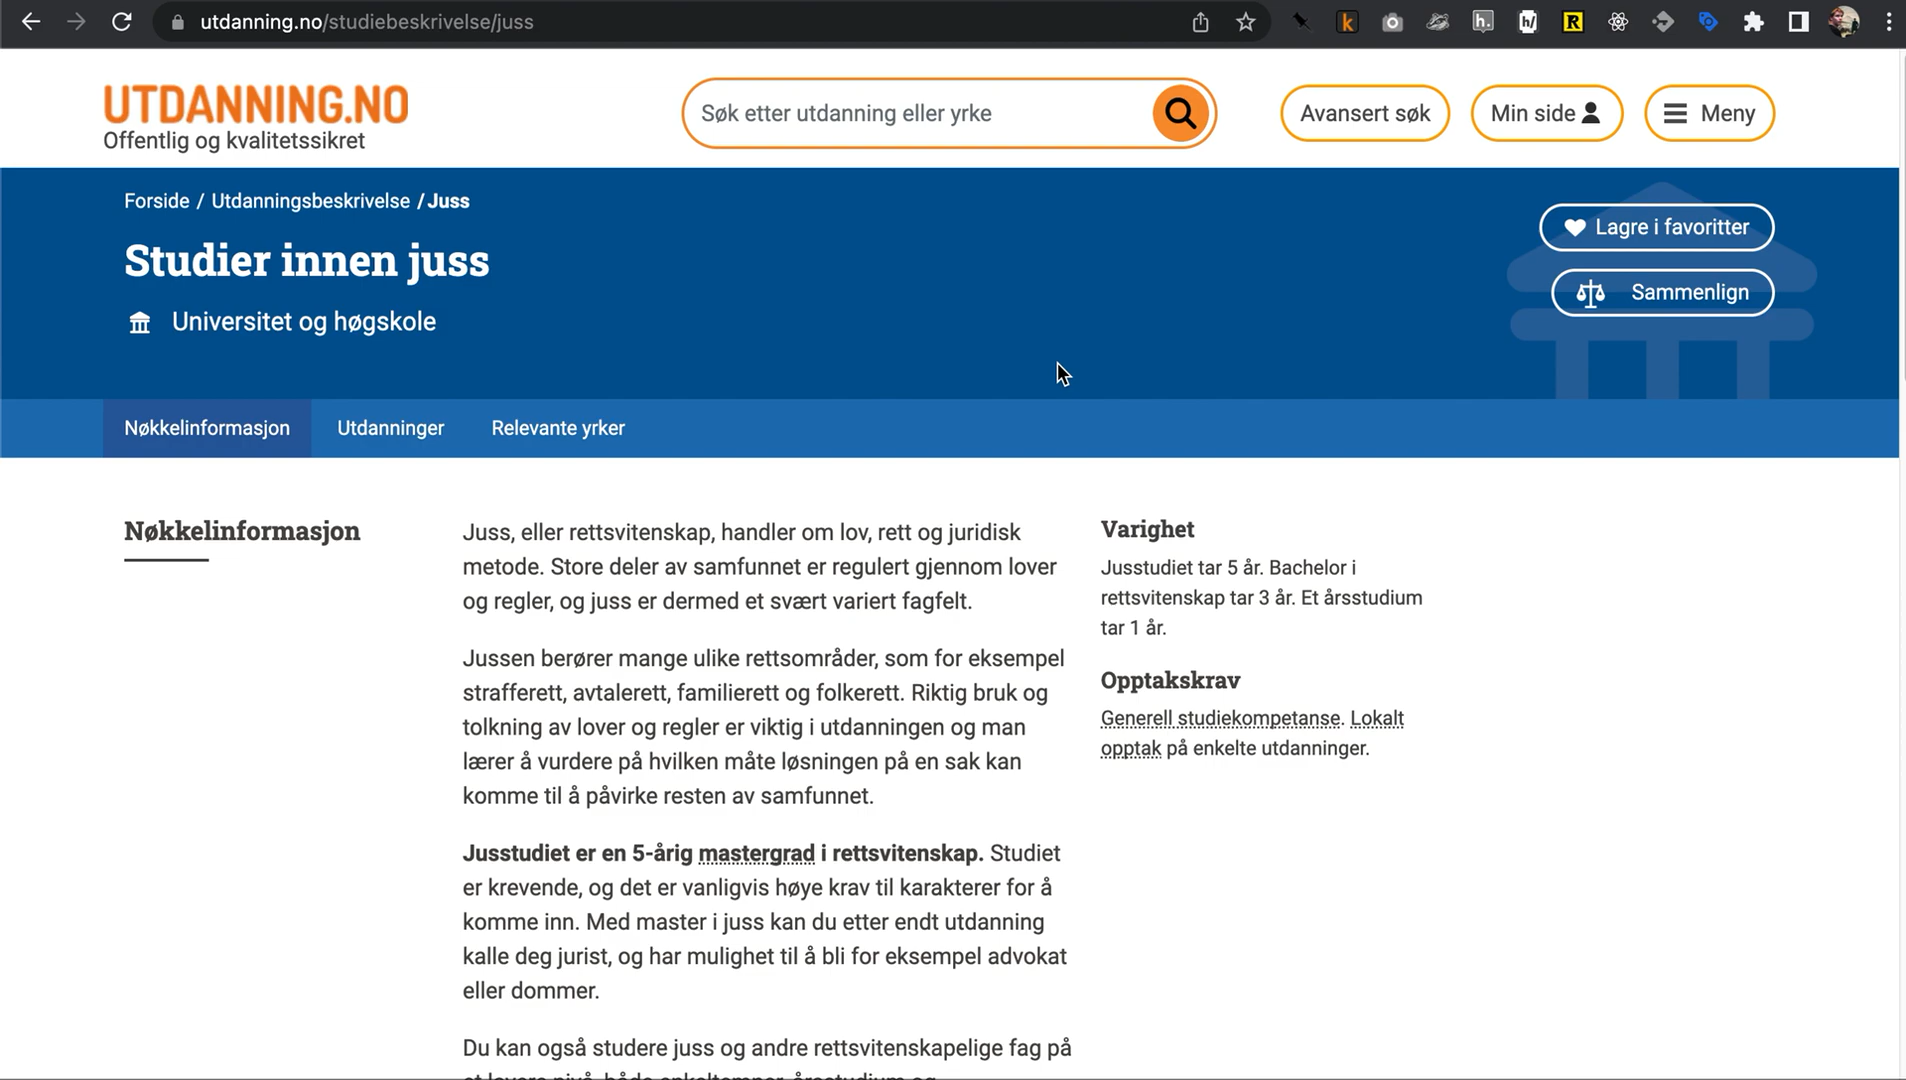 utdanning.no/studiebeskrivelse/juss
UTDANNING.NO
Offentlig og kvalitetssikret
Søk etter utdanning eller yrke
Avansert søk
Min side
Meny
Forside / Utdanningsbeskrivelse / Juss
Lagre i favoritter
Studier innen juss
Sammenlign
Universitet og høgskole
Nøkkelinformasjon
Utdanninger
Relevante yrker
Nøkkelinformasjon
Juss, eller rettsvitenskap, handler om lov, rett og juridisk
metode. Store deler av samfunnet er regulert gjennom lover
og regler, og juss er dermed et svært variert fagfelt.
Jussen berører mange ulike rettsområder, som for eksempel
strafferett, avtalerett, familierett og folkerett. Riktig bruk og
tolkning av lover og regler er viktig i utdanningen og man
lærer å vurdere på hvilken måte løsningen på en sak kan
komme til å påvirke resten av samfunnet.
Jusstudiet er en 5-årig mastergrad i rettsvitenskap. Studiet
er krevende, og det er vanligvis høye krav til karakterer for å
komme inn. Med master i juss kan du etter endt utdanning
kalle deg jurist, og har mulighet til å bli for eksempel advokat
eller dommer.
Du kan også studere juss og andre rettsvitenskapelige fag på
Varighet
Jusstudiet tar 5 år. Bachelor i
rettsvitenskap tar 3 år. Et årsstudium
tar 1 år.
Opptakskrav
Generell studiekompetanse. Lokalt
opptak på enkelte utdanninger.